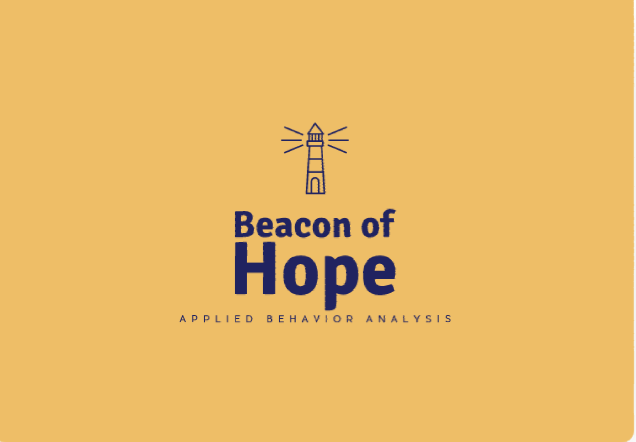 Beacon of
Hope
APPLIED BEHAVIOR ANALYSIS